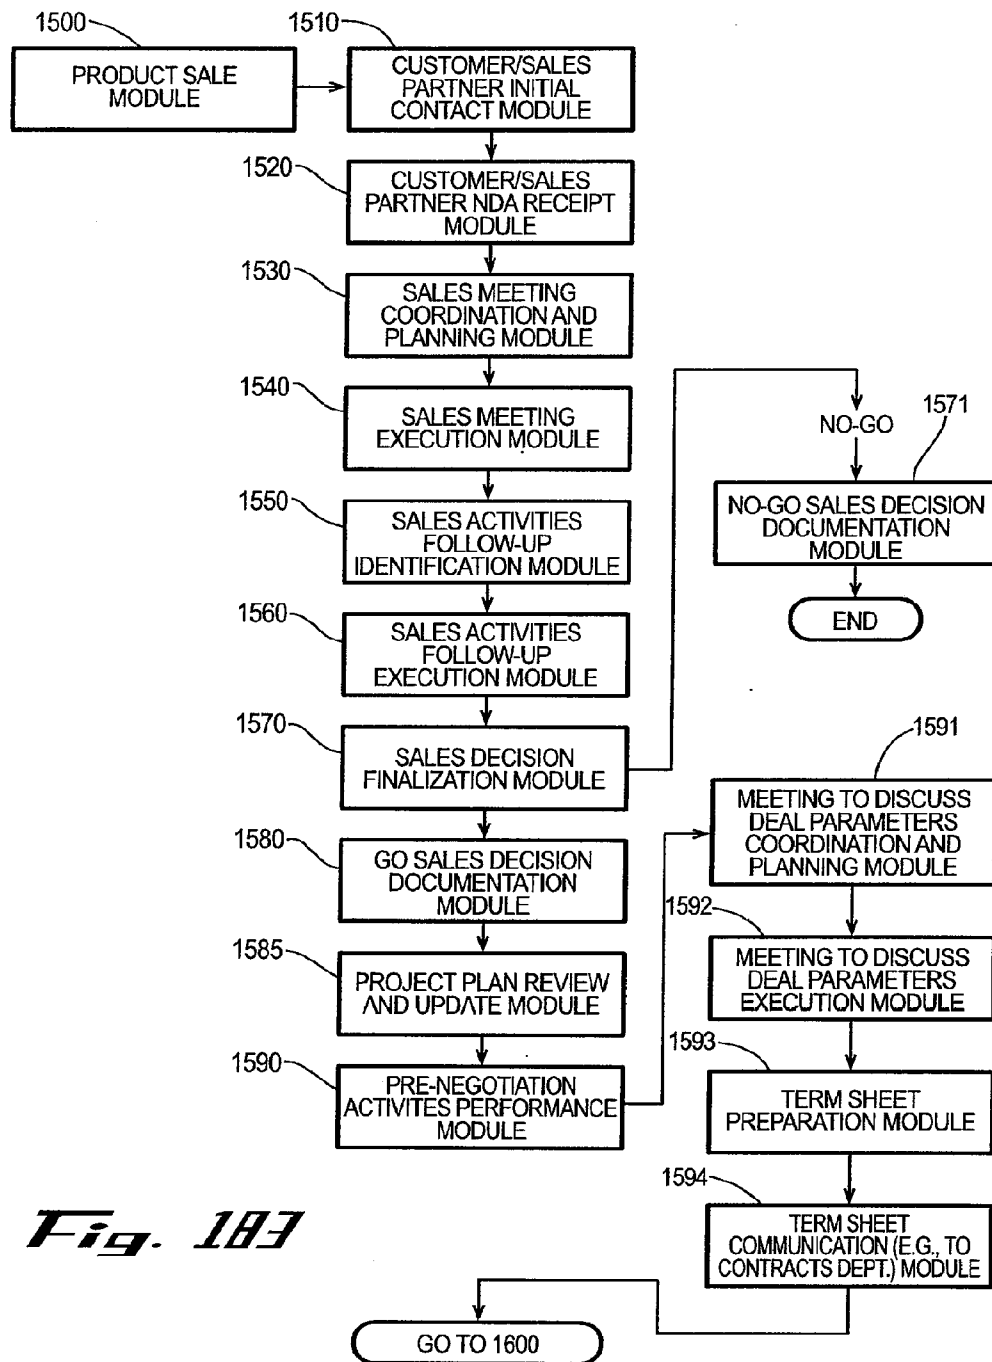 1500
PRODUCT SALE
MODULE
1510
CUSTOMER/SALES
PARTNER INITIAL
CONTACT MODULE
1520
CUSTOMER/SALES
PARTNER NDA RECEIPT
MODULE
1530
SALES MEETING
COORDINATION AND
PLANNING MODULE
1540
SALES MEETING
EXECUTION MODULE
1550
SALES ACTIVITIES
FOLLOW-UP
IDENTIFICATION MODULE
1560
SALES ACTIVITIES
FOLLOW-UP
EXECUTION MODULE
1570
SALES DECISION
FINALIZATION MODULE
NO-GO
1571
NO-GO SALES DECISION
DOCUMENTATION
MODULE
END
1580
GO SALES DECISION
DOCUMENTATION
MODULE
1585
PROJECT PLAN REVIEW
AND UPDATE MODULE
1590
PRE-NEGOTIATION
ACTIVITES PERFORMANCE
MODULE
1591
MEETING TO DISCUSS
DEAL PARAMETERS
COORDINATION AND
PLANNING MODULE
1592
MEETING TO DISCUSS
DEAL PARAMETERS
EXECUTION MODULE
1593
TERM SHEET
PREPARATION MODULE
1594
TERM SHEET
COMMUNICATION (E.G., TO
CONTRACTS DEPT.) MODULE
GO TO 1600
Fig. 183